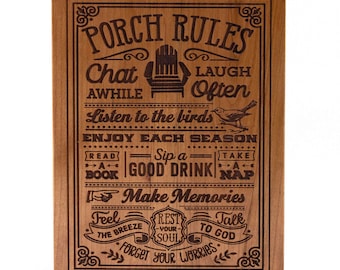 PORCH RULES
Chat AWHILE LAUGH Often
Listen to the birds
ENJOY EACH SEASON
READ A BOOK Sip a GOOD DRINK TAKE A NAP
Make Memories
Feel THE BREEZE REST YOUR SOUL Talk TO GOD
FORGET YOUR WORRIES